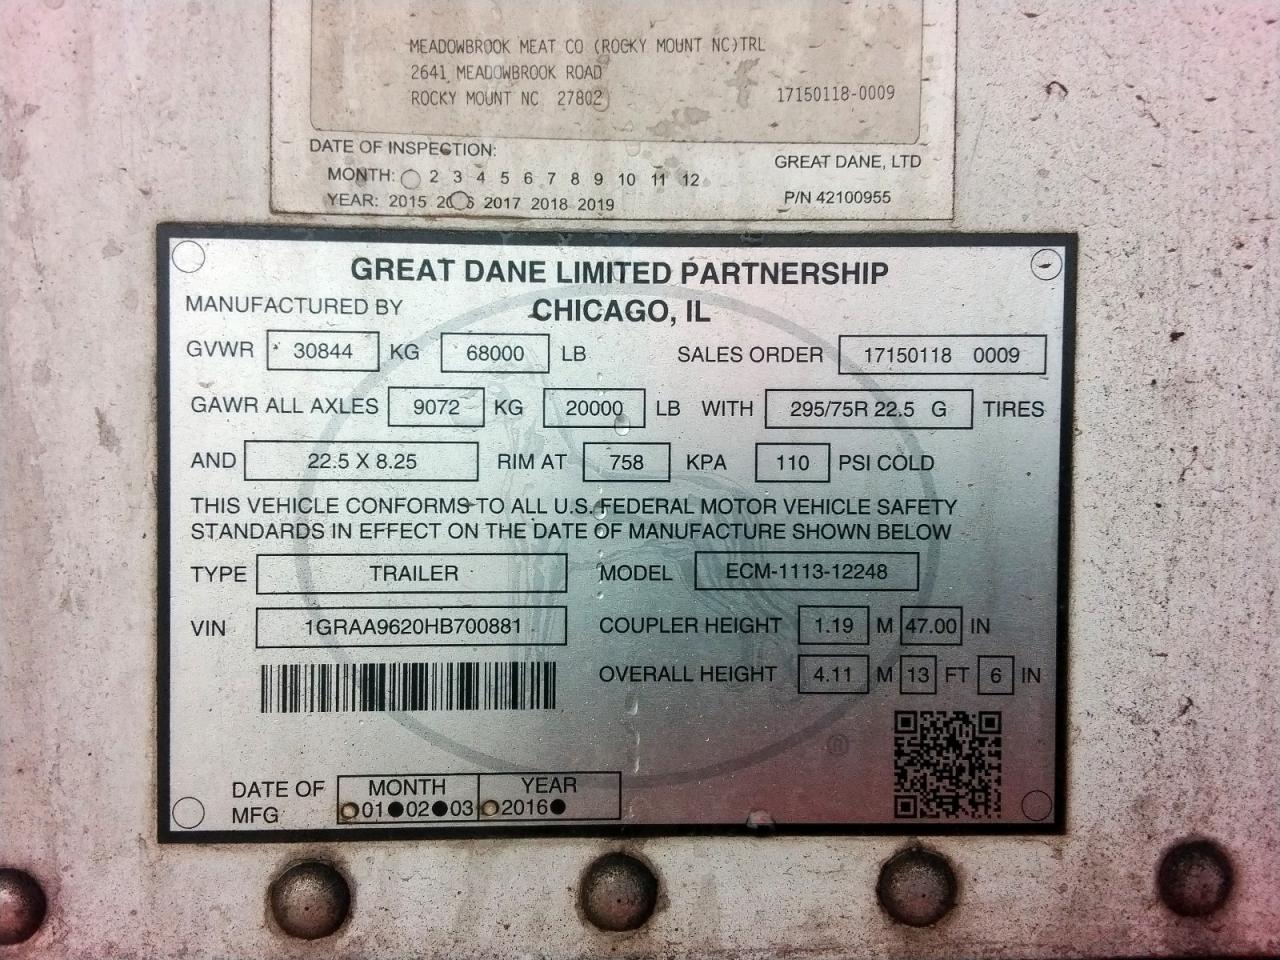 MEADOWBROOK MEAT CO (ROCKY MOUNT NC)TRL
2641 MEADOWBROOK ROAD
ROCKY MOUNT NC 27802 17150118-0009
DATE OF INSPECTION: GREAT DANE, LTD
MONTH: 2 3 4 5 6 7 8 9 10 11 12
YEAR: 2015 2016 2017 2018 2019 P/N 42100955
GREAT DANE LIMITED PARTNERSHIP
MANUFACTURED BY CHICAGO, IL
GVWR 30844 KG 68000 LB SALES ORDER 17150118 0009
GAWR ALL AXLES 9072 KG 20000 LB WITH 295/75R 22.5 G TIRES
AND 22.5 X 8.25 RIM AT 758 KPA 110 PSI COLD
THIS VEHICLE CONFORMS TO ALL U.S. FEDERAL MOTOR VEHICLE SAFETY
STANDARDS IN EFFECT ON THE DATE OF MANUFACTURE SHOWN BELOW
TYPE TRAILER MODEL ECM-1113-12248
VIN 1GRAA9620HB700881 COUPLER HEIGHT 1.19 M 47.00 IN
OVERALL HEIGHT 4.11 M 13 FT 6 IN
®
DATE OF MFG MONTH YEAR
01 02 03 2016